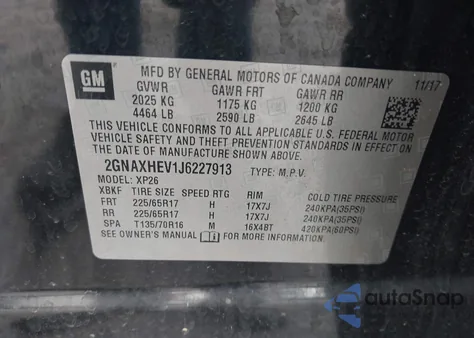 GM
MFD BY GENERAL MOTORS OF CANADA COMPANY 11/17
GVWR GAWR FRT GAWR RR
2025 KG 1175 KG 1200 KG
4464 LB 2590 LB 2645 LB
THIS VEHICLE CONFORMS TO ALL APPLICABLE U.S. FEDERAL MOTOR
VEHICLE SAFETY AND THEFT PREVENTION STANDARDS IN EFFECT ON
THE DATE OF MANUFACTURE SHOWN ABOVE.
2GNAXHEV1J6227913 TYPE: M.P.V.
MODEL: XP26
XBKF TIRE SIZE SPEED RTG RIM COLD TIRE PRESSURE
FRT 225/65R17 H 17X7J 240KPA(35PSI)
RR 225/65R17 H 17X7J 240KPA(35PSI)
SPA T135/70R16 M 16X4BT 420KPA(60PSI)
SEE OWNER'S MANUAL FOR MORE INFORMATION
autoSnap